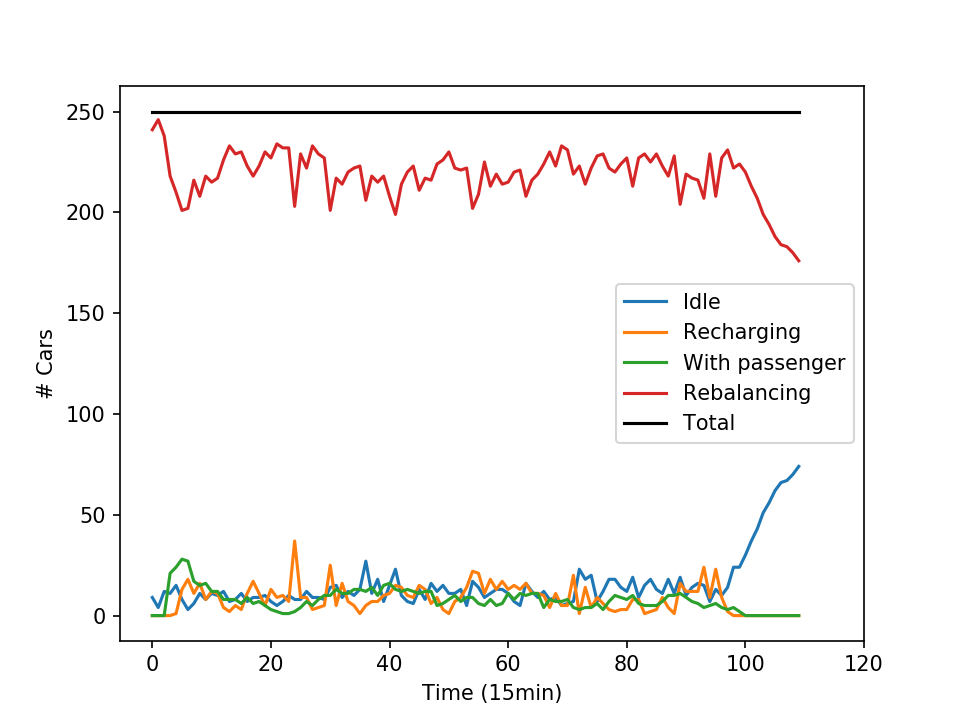 250
200
150
100
50
0
# Cars
Idle
Recharging
With passenger
Rebalancing
Total
0 20 40 60 80 100 120
Time (15min)